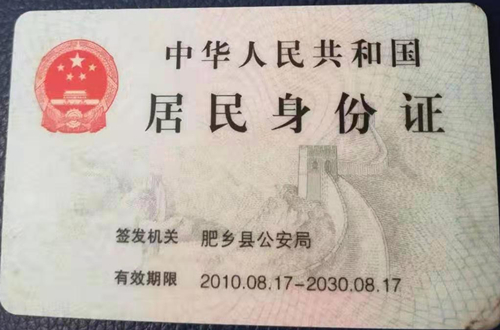 中华人民共和国
居民身份证
签发机关 肥乡县公安局
有效期限 2010.08.17-2030.08.17